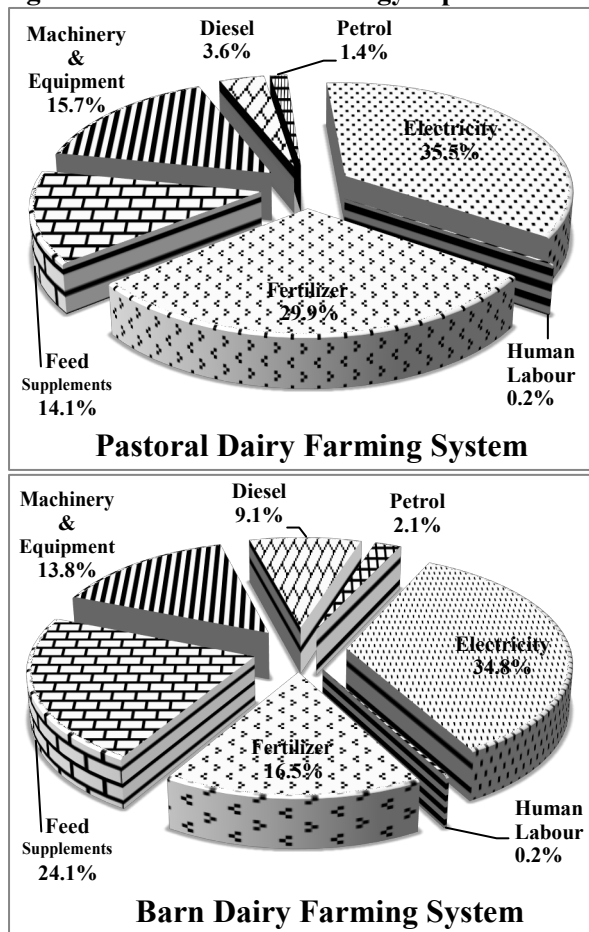 Machinery
&
Equipment
15.7%
Diesel
3.6%
Petrol
1.4%
Electricity
35.5%
Fertilizer
29.9%
Feed
Supplements
14.1%
Human
Labour
0.2%
Pastoral Dairy Farming System
Machinery
&
Equipment
13.8%
Diesel
9.1%
Petrol
2.1%
Electricity
34.8%
Fertilizer
16.5%
Feed
Supplements
24.1%
Human
Labour
0.2%
Barn Dairy Farming System